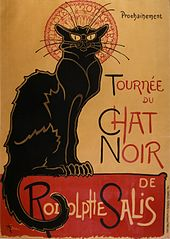 Prochainement
TOURNÉE
DU
CHAT
NOIR
DE
RODOLPHE SALIS